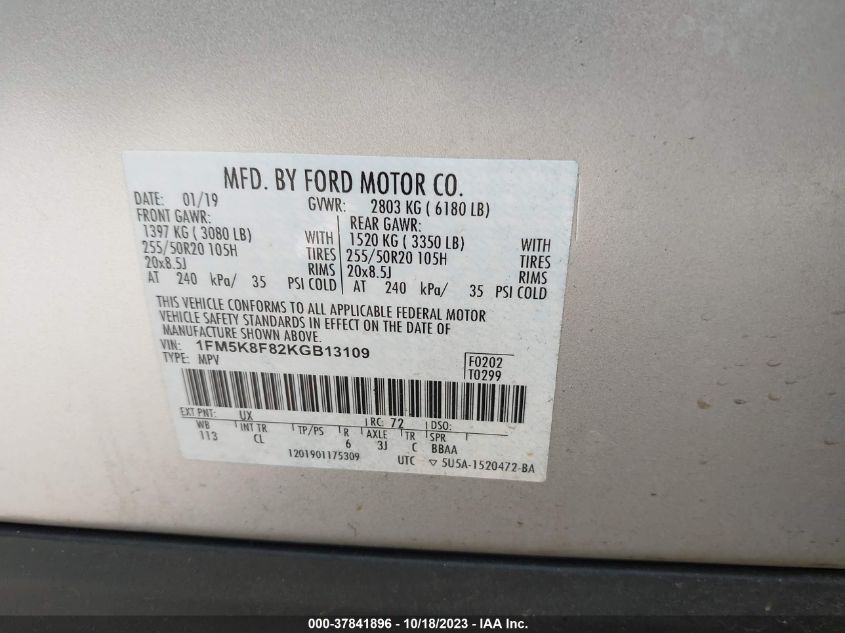 MFD. BY FORD MOTOR CO.
DATE: 01/19 GVWR: 2803 KG ( 6180 LB)
FRONT GAWR: REAR GAWR:
1397 KG ( 3080 LB) WITH 1520 KG ( 3350 LB) WITH
255/50R20 105H TIRES 255/50R20 105H TIRES
20x8.5J RIMS 20x8.5J RIMS
AT 240 kPa/ 35 PSI COLD AT 240 kPa/ 35 PSI COLD
THIS VEHICLE CONFORMS TO ALL APPLICABLE FEDERAL MOTOR
VEHICLE SAFETY STANDARDS IN EFFECT ON THE DATE OF
MANUFACTURE SHOWN ABOVE.
VIN: 1FM5K8F82KGB13109
TYPE: MPV
F0202
T0299
EXT PNT: UX RC: 72 DSO:
WB INT TR TP/PS R AXLE TR SPR
113 CL 6 3J C BBAA
1201901175309 UTC ▽ 5U5A-1520472-BA
000-37841896 - 10/18/2023 - IAAI.com